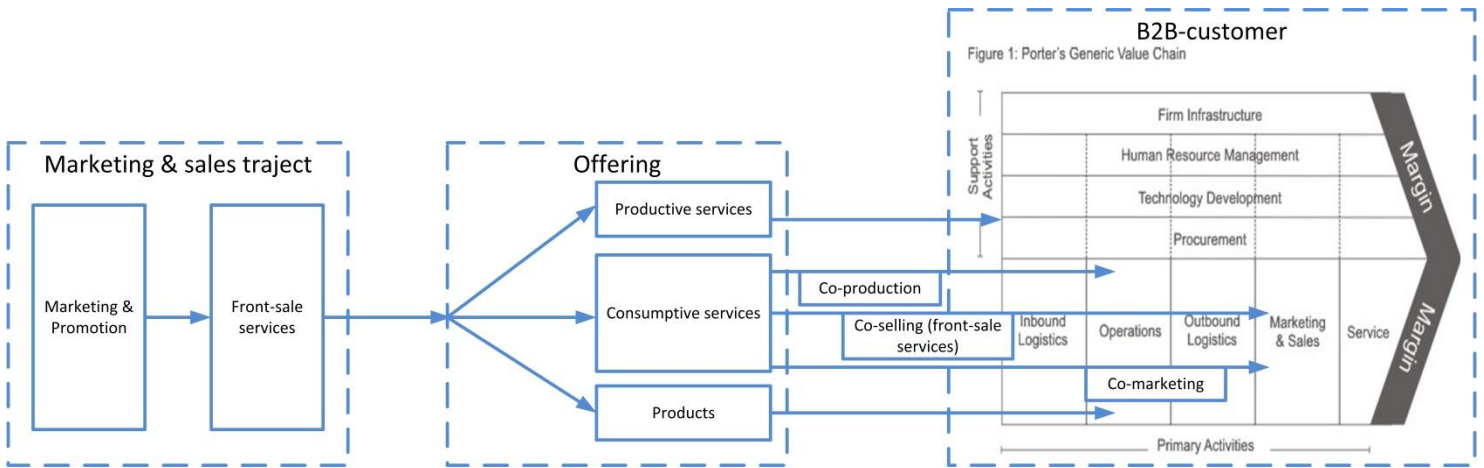 Marketing & sales traject
Marketing &
Promotion
Front-sale
services
Offering
Productive services
Consumptive services
Products
Co-production
Co-selling (front-sale
services)
Co-marketing
B2B-customer
Figure 1: Porter's Generic Value Chain
Support
Activities
Firm Infrastructure
Human Resource Management
Technology Development
Procurement
Inbound
Logistics
Operations
Outbound
Logistics
Marketing
& Sales
Service
Margin
Margin
Primary Activities